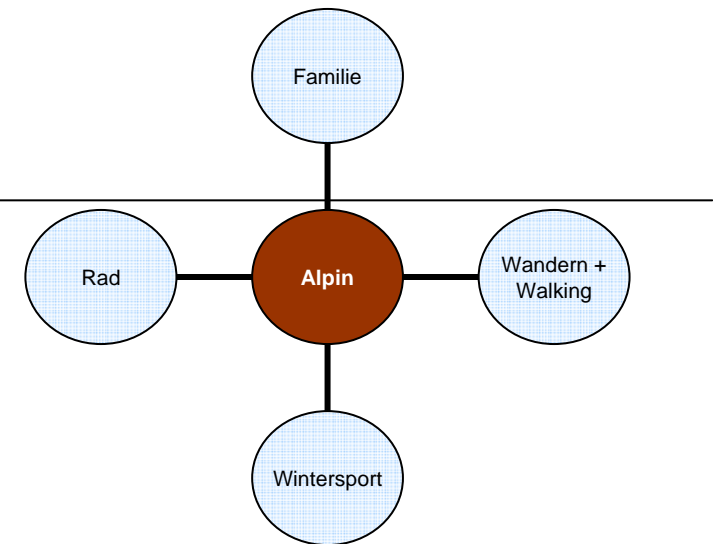 Familie
Rad
Alpin
Wandern +
Walking
Wintersport